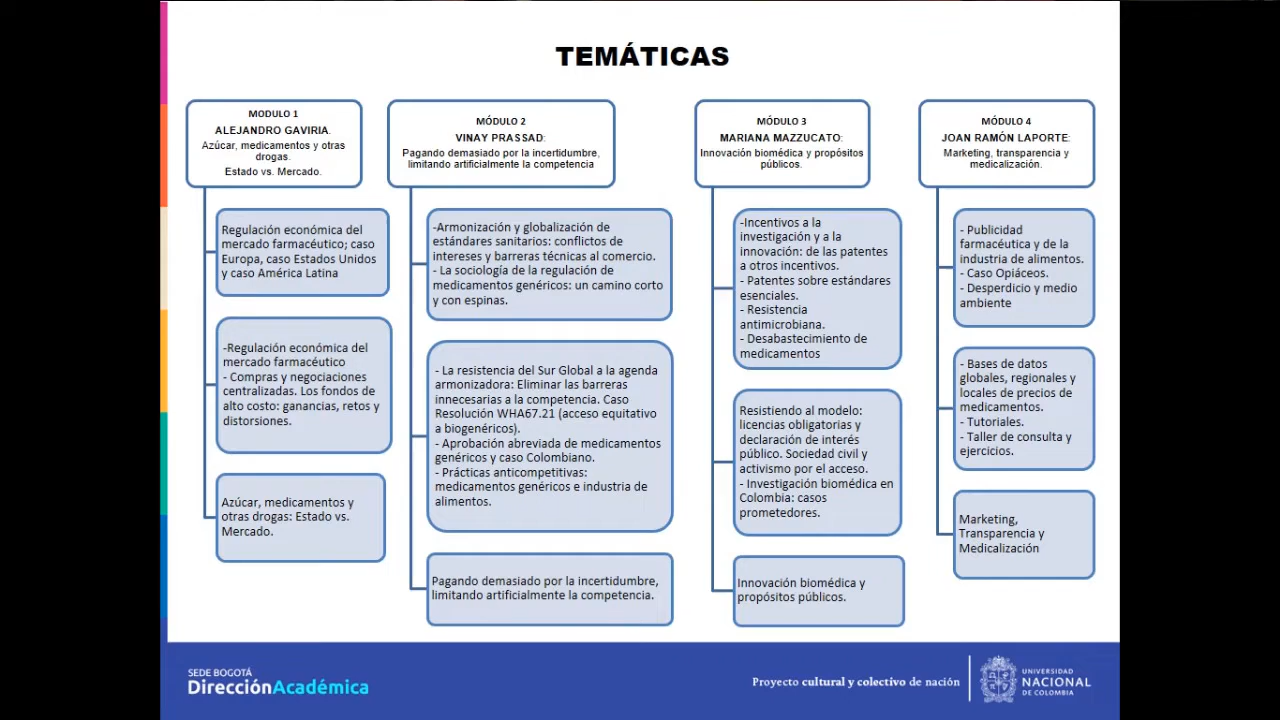 TEMÁTICAS
MODULO 1
ALEJANDRO GAVIRIA.
Azúcar, medicamentos y otras
drogas.
Estado vs. Mercado.
Regulación económica del
mercado farmacéutico; caso
Europa, caso Estados Unidos
y caso América Latina
-Regulación económica del
mercado farmacéutico
- Compras y negociaciones
centralizadas. Los fondos de
alto costo: ganancias, retos y
distorsiones.
Azúcar, medicamentos y
otras drogas: Estado vs.
Mercado.
MÓDULO 2
VINAY PRASSAD:
Pagando demasiado por la incertidumbre,
limitando artificialmente la competencia
-Armonización y globalización de
estándares sanitarios: conflictos de
intereses y barreras técnicas al comercio.
- La sociología de la regulación de
medicamentos genéricos: un camino corto
y con espinas.
- La resistencia del Sur Global a la agenda
armonizadora: Eliminar las barreras
innecesarias a la competencia. Caso
Resolución WHA67.21 (acceso equitativo
a biogenéricos).
- Aprobación abreviada de medicamentos
genéricos y caso Colombiano.
- Prácticas anticompetitivas:
medicamentos genéricos e industria de
alimentos.
Pagando demasiado por la incertidumbre,
limitando artificialmente la competencia.
MÓDULO 3
MARIANA MAZZUCATO:
Innovación biomédica y propósitos
públicos.
-Incentivos a la
investigación y a la
innovación: de las patentes
a otros incentivos.
- Patentes sobre estándares
esenciales.
- Resistencia
antimicrobiana.
- Desabastecimiento de
medicamentos
Resistiendo al modelo:
licencias obligatorias y
declaración de interés
público. Sociedad civil y
activismo por el acceso.
- Investigación biomédica en
Colombia: casos
prometedores.
Innovación biomédica y
propósitos públicos.
MÓDULO 4
JOAN RAMÓN LAPORTE:
Marketing, transparencia y
medicalización.
- Publicidad
farmacéutica y de la
industria de alimentos.
- Caso Opiáceos.
- Desperdicio y medio
ambiente
- Bases de datos
globales, regionales y
locales de precios de
medicamentos.
- Tutoriales.
- Taller de consulta y
ejercicios.
Marketing,
Transparencia y
Medicalización
SEDE BOGOTÁ
DirecciónAcadémica
Proyecto cultural y colectivo de nación
UNIVERSIDAD
NACIONAL
DE COLOMBIA